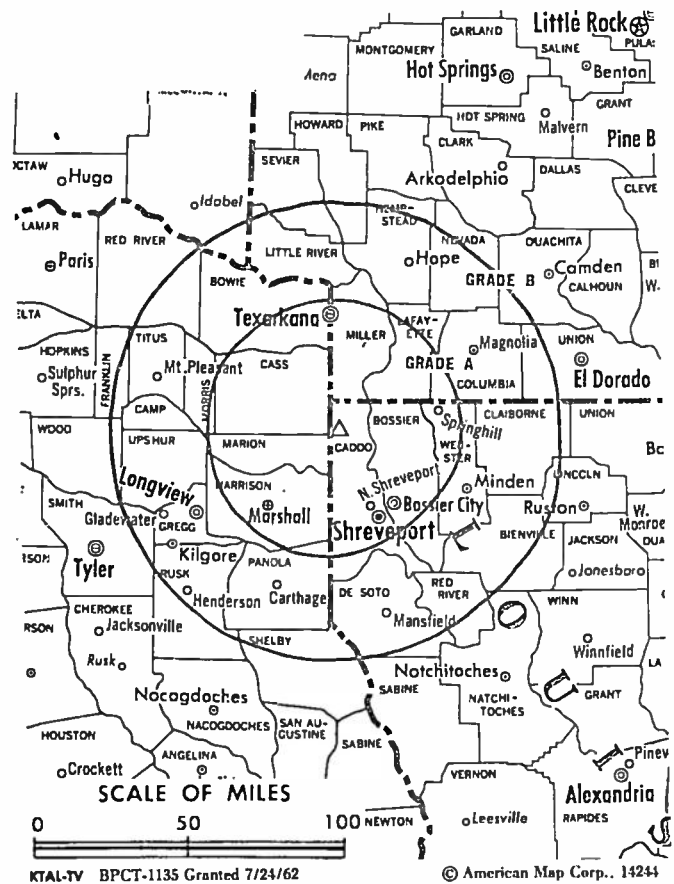 Little Rock
GARLAND
MONTGOMERY
SALINE
Hot Springs
Benton
GRANT
HOWARD
PIKE
HOT SPRING
Malvern
CLARK
Pine B
OCTAW
Hugo
SEVIER
Arkodelphio
DALLAS
CLEVE
Idabel
HEMP-
STEAD
LAMAR
RED RIVER
LITTLE RIVER
NEVADA
OUACHITA
Paris
BOWIE
Hope
GRADE B
Camden
CALHOUN
Texarkana
MILLER
LAFAY-
ETTE
HOPKINS
TITUS
Magnolia
UNION
Sulphur
Sprs.
FRANKLIN
Mt. Pleasant
MORRIS
CASS
GRADE A
COLUMBIA
El Dorado
CAMP
WOOD
UPSHUR
MARION
CADDO
BOSSIER
Springhill
WEB-
STER
CLAIBORNE
UNION
Longview
HARRISON
N. Shrevepor
Minden
LINCOLN
SMITH
Gladewater
GREGG
Marshall
Bossier City
Ruston
W.
Monroe
Shreveport
BIENVILLE
JACKSON
Tyler
Kilgore
PANOLA
RUSK
Henderson
Carthage
DE SOTO
RED
RIVER
Jonesboro
CHEROKEE
Jacksonville
Mansfield
WINN
SHELBY
Rusk
Winnfield
Natchitoches
Nacogdoches
SABINE
NATCHI-
TOCHES
GRANT
NACOGDOCHES
SAN AU-
GUSTINE
SABINE
HOUSTON
ANGELINA
Crockett
VERNON
Pinev
Alexandria
RAPIDES
NEWTON
Leesville
SCALE OF MILES
0 50 100
KTAL-TV BPCT-1135 Granted 7/24/62
© American Map Corp., 14244